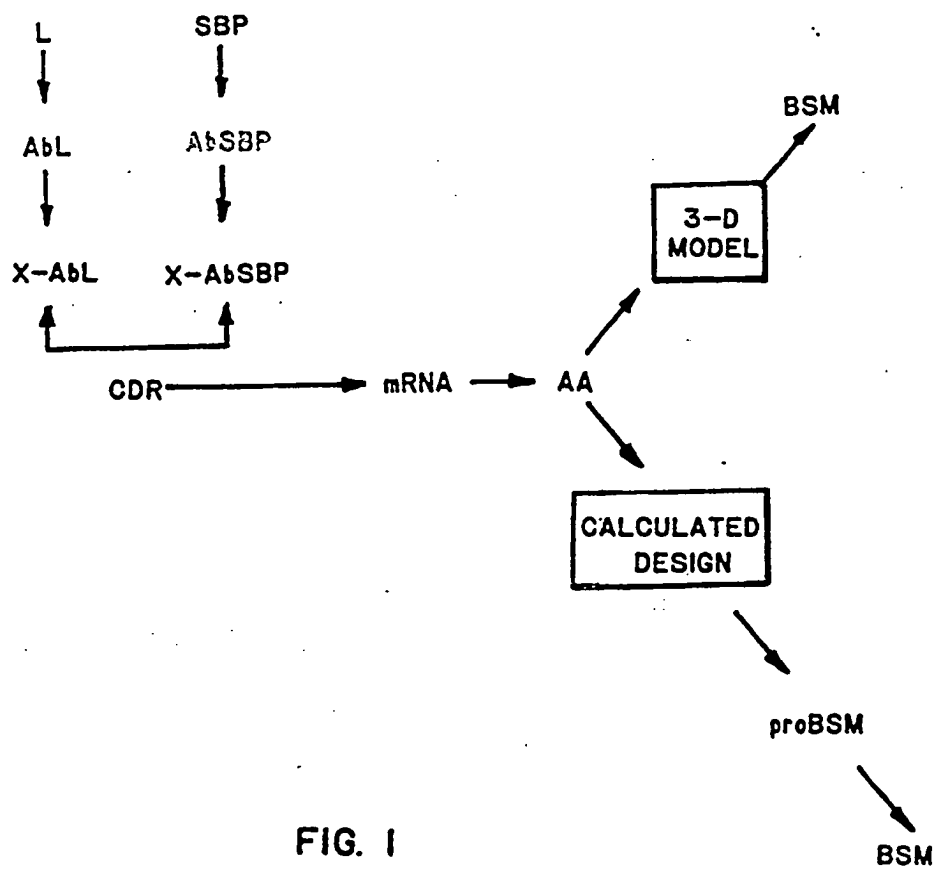 L
SBP
AbL
AbSBP
X-AbL
X-AbSBP
CDR
mRNA
AA
3-D
MODEL
BSM
CALCULATED
DESIGN
proBSM
BSM
FIG. 1